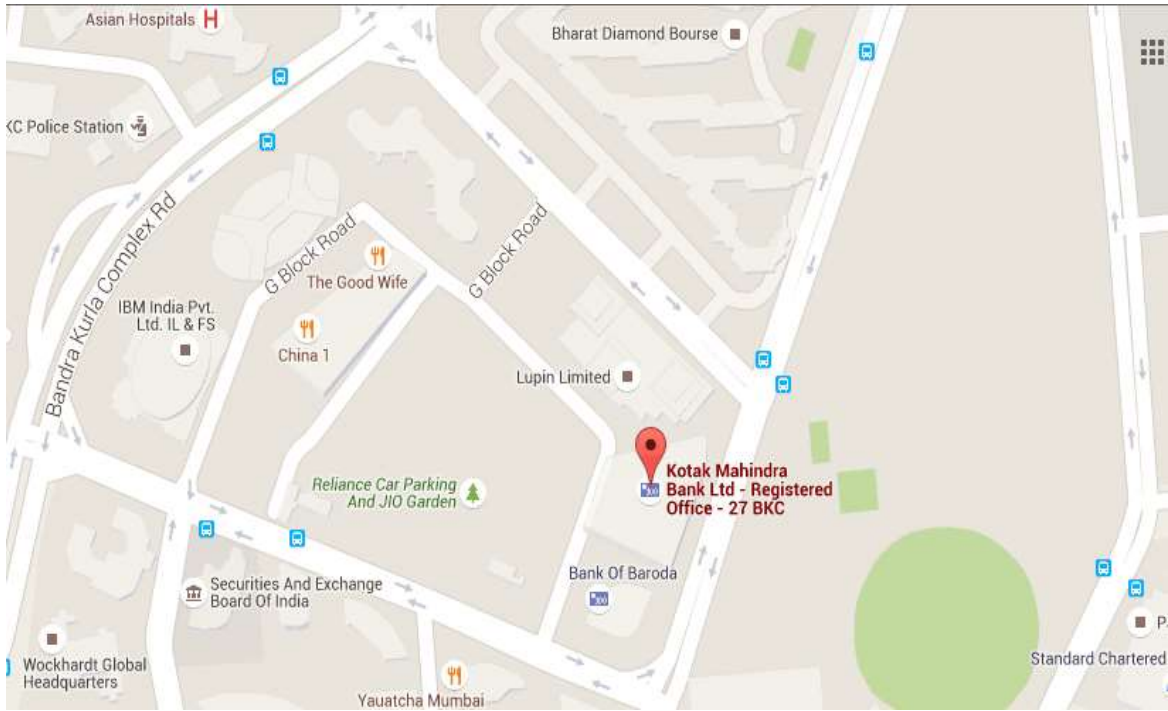 Asian Hospitals
H
Bharat Diamond Bourse
KC Police Station
Bandra Kurla Complex Rd
G Block Road
G Block Road
The Good Wife
IBM India Pvt.
Ltd. IL & FS
China 1
Lupin Limited
Kotak Mahindra
Bank Ltd - Registered
Office - 27 BKC
Reliance Car Parking
And JIO Garden
Bank Of Baroda
Securities And Exchange
Board Of India
Wockhardt Global
Headquarters
Yauatcha Mumbai
Standard Chartered